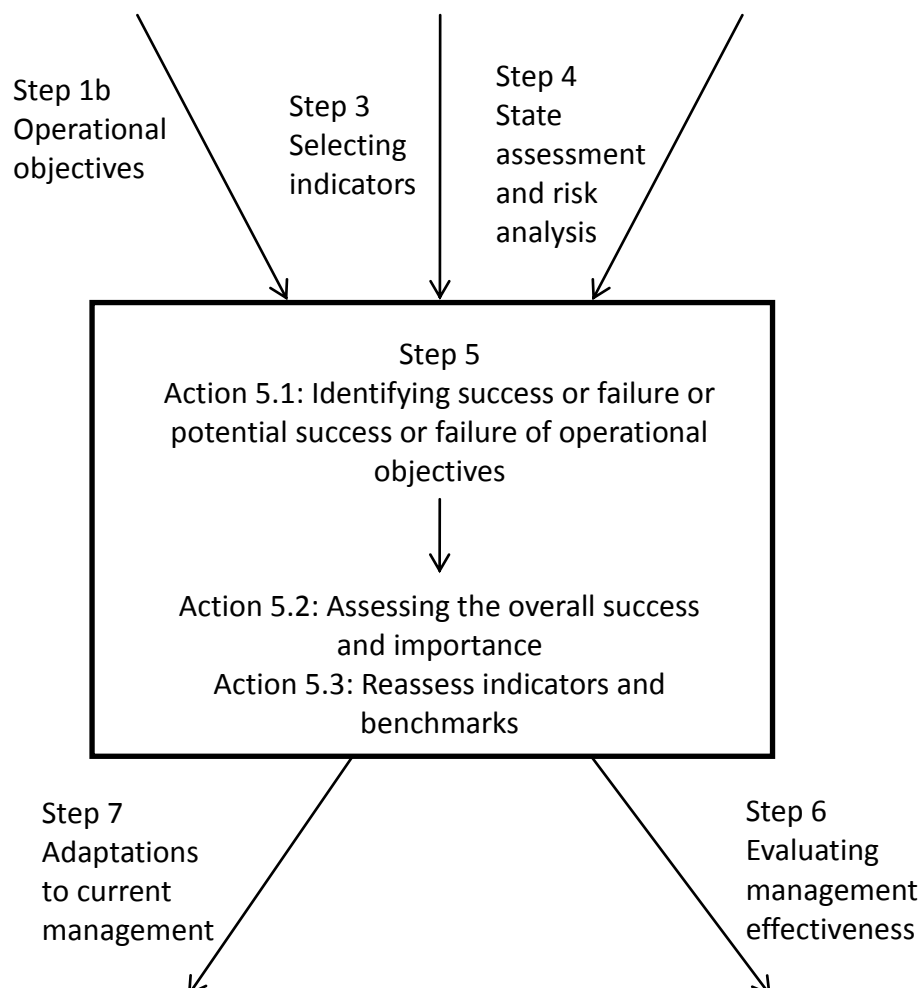 Step 1b
Operational
objectives
Step 3
Selecting
indicators
Step 4
State
assessment
and risk
analysis
Step 5
Action 5.1: Identifying success or failure or
potential success or failure of operational
objectives
Action 5.2: Assessing the overall success
and importance
Action 5.3: Reassess indicators and
benchmarks
Step 7
Adaptations
to current
management
Step 6
Evaluating
management
effectiveness